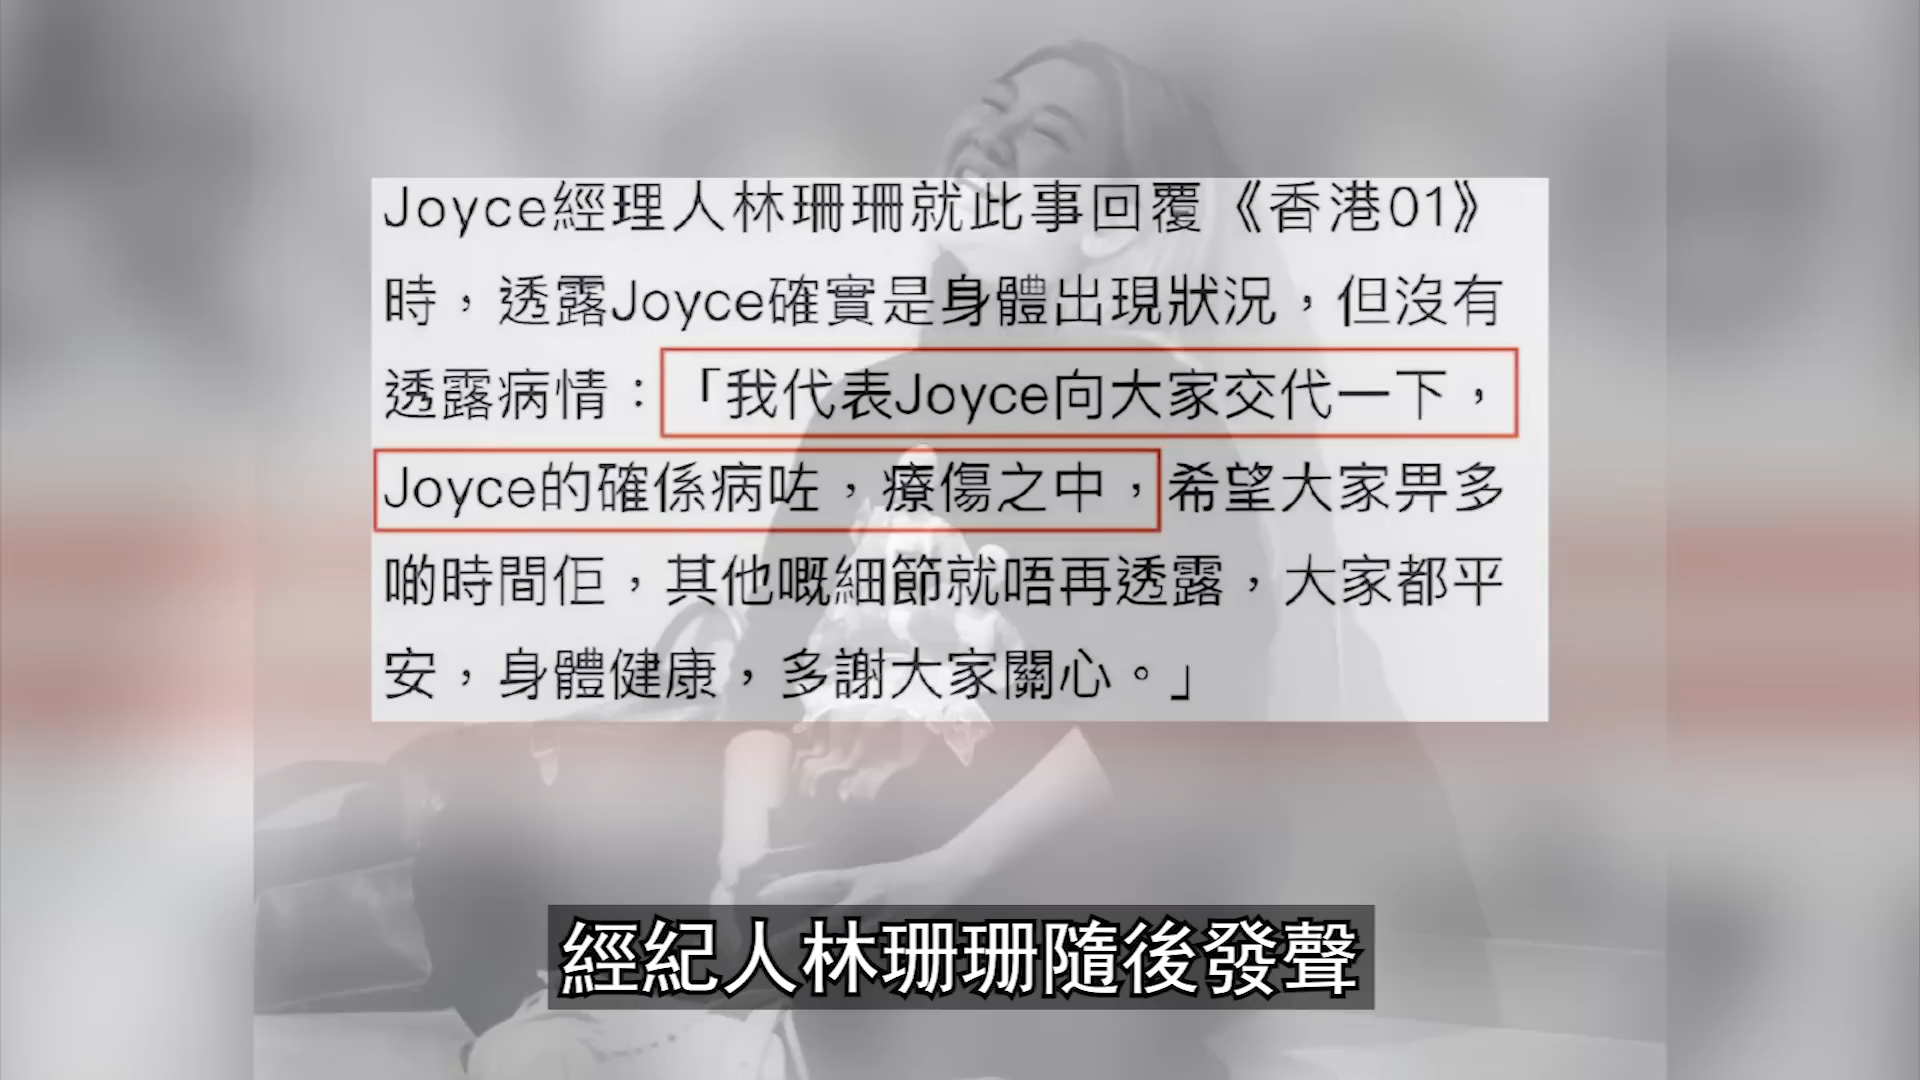 Joyce經理人林珊珊就此事回覆《香港01》
時，透露Joyce確實是身體出現狀況，但沒有
透露病情：「我代表Joyce向大家交代一下，
Joyce的確係病咗，療傷之中，希望大家畀多
啲時間佢，其他嘅細節就唔再透露，大家都平
安，身體健康，多謝大家關心。」
經紀人林珊珊隨後發聲